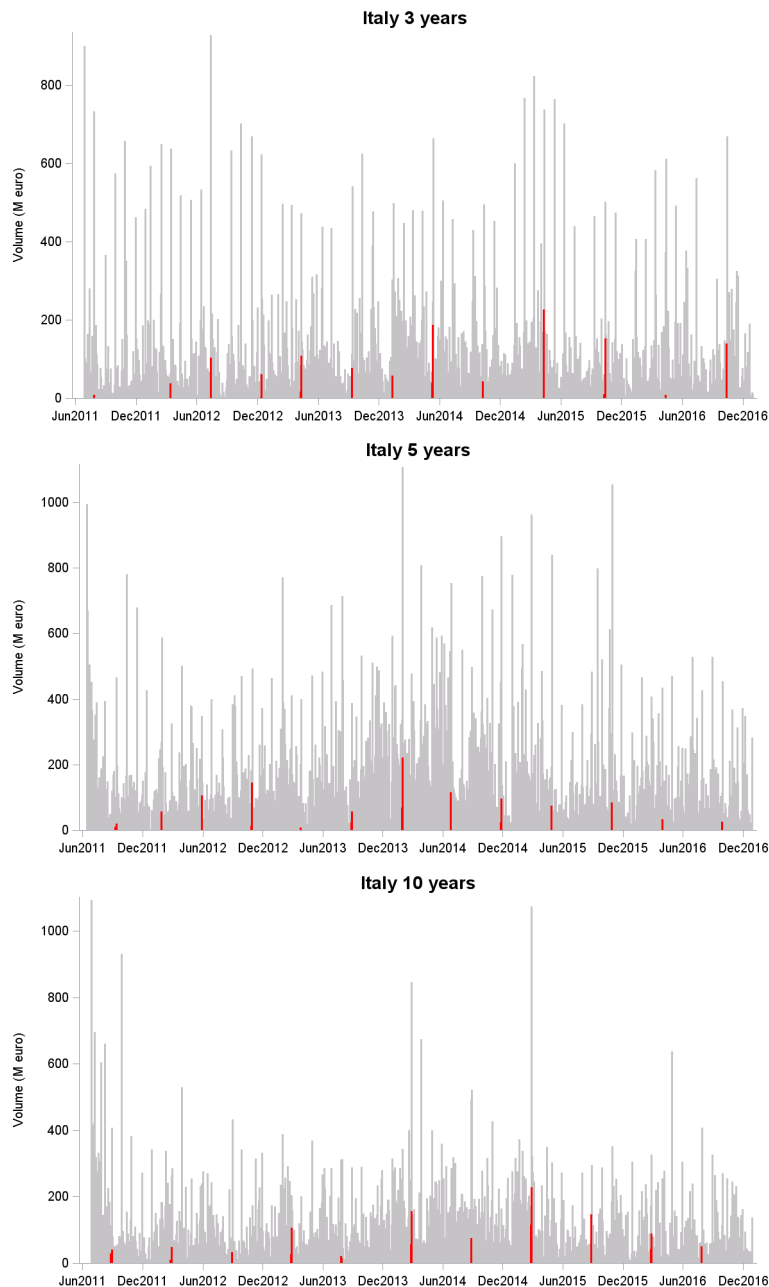 Italy 3 years
Volume (M euro)
800
600
400
200
0
Jun2011 Dec2011 Jun2012 Dec2012 Jun2013 Dec2013 Jun2014 Dec2014 Jun2015 Dec2015 Jun2016 Dec2016
Italy 5 years
Volume (M euro)
1000
800
600
400
200
0
Jun2011 Dec2011 Jun2012 Dec2012 Jun2013 Dec2013 Jun2014 Dec2014 Jun2015 Dec2015 Jun2016 Dec2016
Italy 10 years
Volume (M euro)
1000
800
600
400
200
0
Jun2011 Dec2011 Jun2012 Dec2012 Jun2013 Dec2013 Jun2014 Dec2014 Jun2015 Dec2015 Jun2016 Dec2016